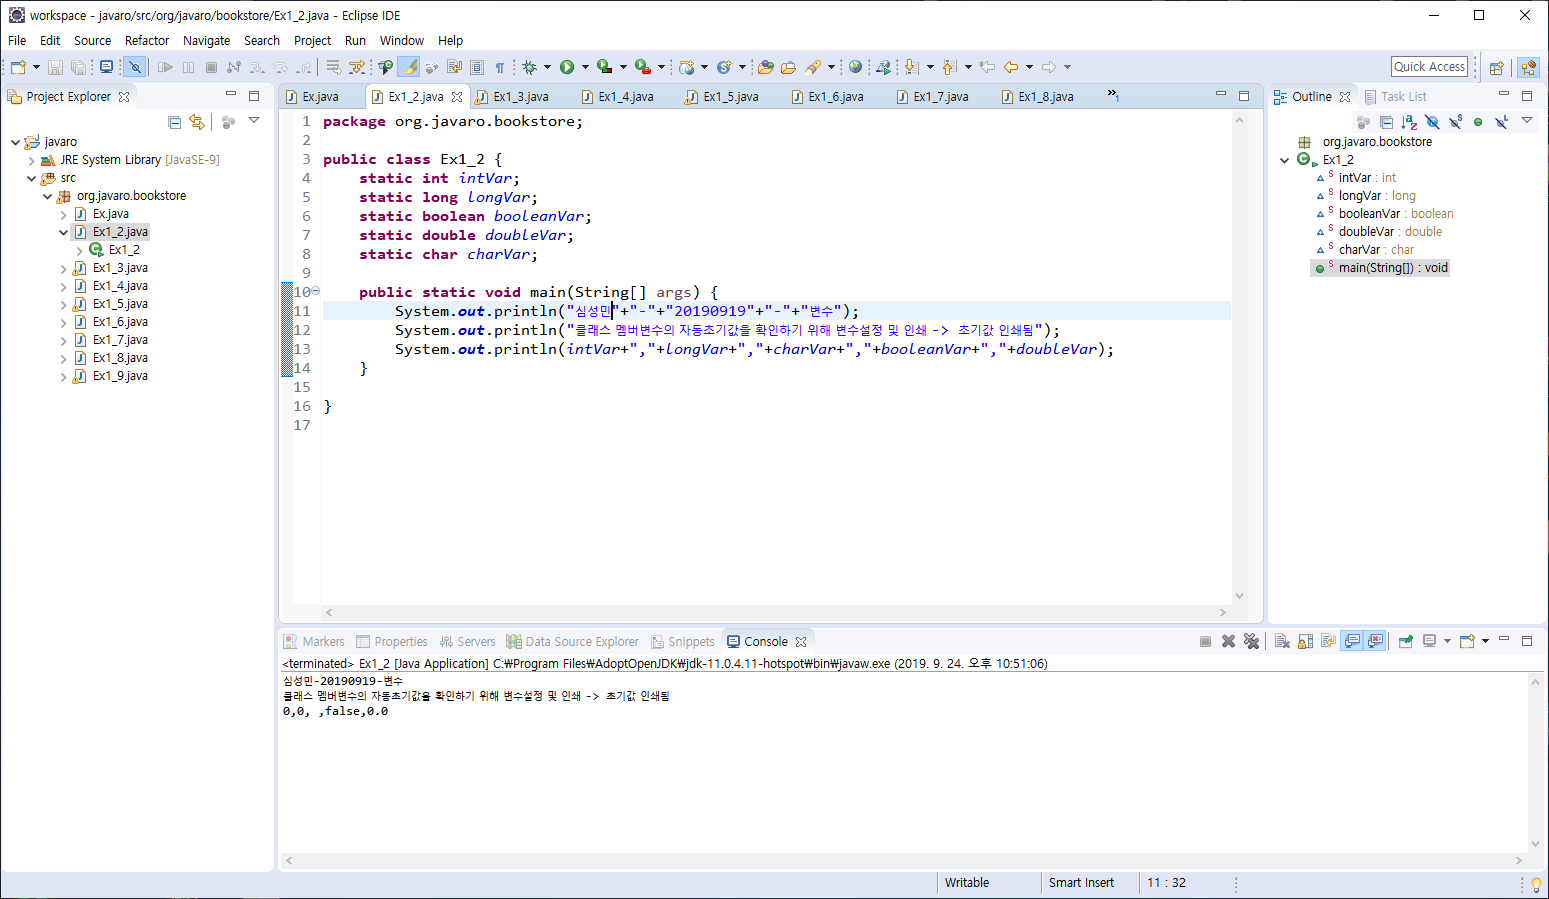 workspace - javaro/src/org/javaro/bookstore/Ex1_2.java - Eclipse IDE
File Edit Source Refactor Navigate Search Project Run Window Help
Quick Access
Project Explorer
javaro
JRE System Library [JavaSE-9]
src
org.javaro.bookstore
Ex.java
Ex1_2.java
Ex1_2
Ex1_3.java
Ex1_4.java
Ex1_5.java
Ex1_6.java
Ex1_7.java
Ex1_8.java
Ex1_9.java
Ex.java Ex1_2.java Ex1_3.java Ex1_4.java Ex1_5.java Ex1_6.java Ex1_7.java Ex1_8.java »1
1 package org.javaro.bookstore;
2
3 public class Ex1_2 {
4 static int intVar;
5 static long longVar;
6 static boolean booleanVar;
7 static double doubleVar;
8 static char charVar;
9
10 public static void main(String[] args) {
11 System.out.println("심성민"+"-"+"20190919"+"-"+"변수");
12 System.out.println("클래스 멤버변수의 자동초기값을 확인하기 위해 변수설정 및 인쇄 -> 초기값 인쇄됨");
13 System.out.println(intVar+","+longVar+","+charVar+","+booleanVar+","+doubleVar);
14 }
15
16 }
17
Outline Task List
org.javaro.bookstore
Ex1_2
intVar : int
longVar : long
booleanVar : boolean
doubleVar : double
charVar : char
main(String[]) : void
Markers Properties Servers Data Source Explorer Snippets Console
<terminated> Ex1_2 [Java Application] C:₩Program Files₩AdoptOpenJDK₩jdk-11.0.4.11-hotspot₩bin₩javaw.exe (2019. 9. 24. 오후 10:51:06)
심성민-20190919-변수
클래스 멤버변수의 자동초기값을 확인하기 위해 변수설정 및 인쇄 -> 초기값 인쇄됨
0,0, ,false,0.0
Writable Smart Insert 11 : 32